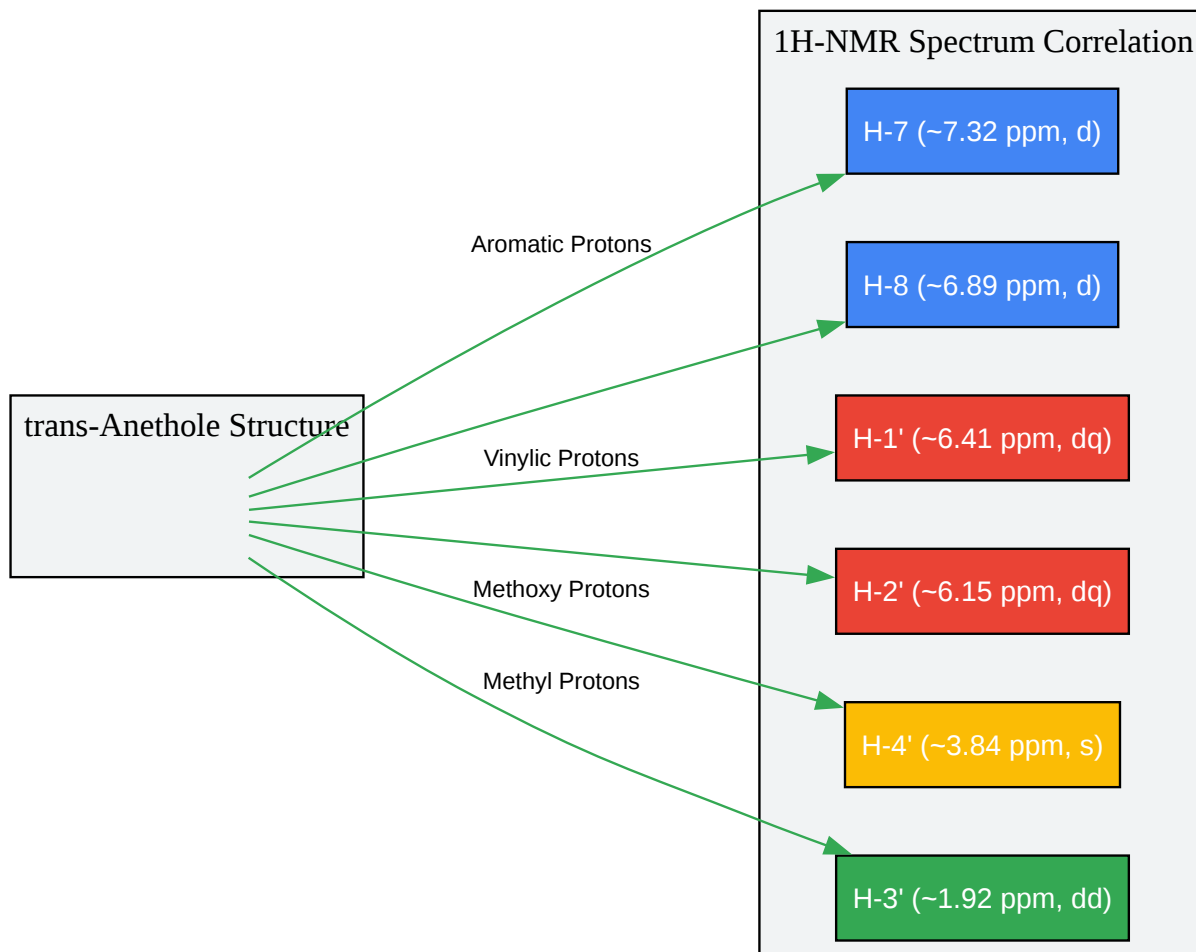 1H-NMR Spectrum Correlation
H-7 (~7.32 ppm, d)
Aromatic Protons
H-8 (~6.89 ppm, d)
trans-Anethole Structure
Vinylic Protons
H-1' (~6.41 ppm, dq)
H-2' (~6.15 ppm, dq)
Methoxy Protons
Methyl Protons
H-4' (~3.84 ppm, s)
H-3' (~1.92 ppm, dd)